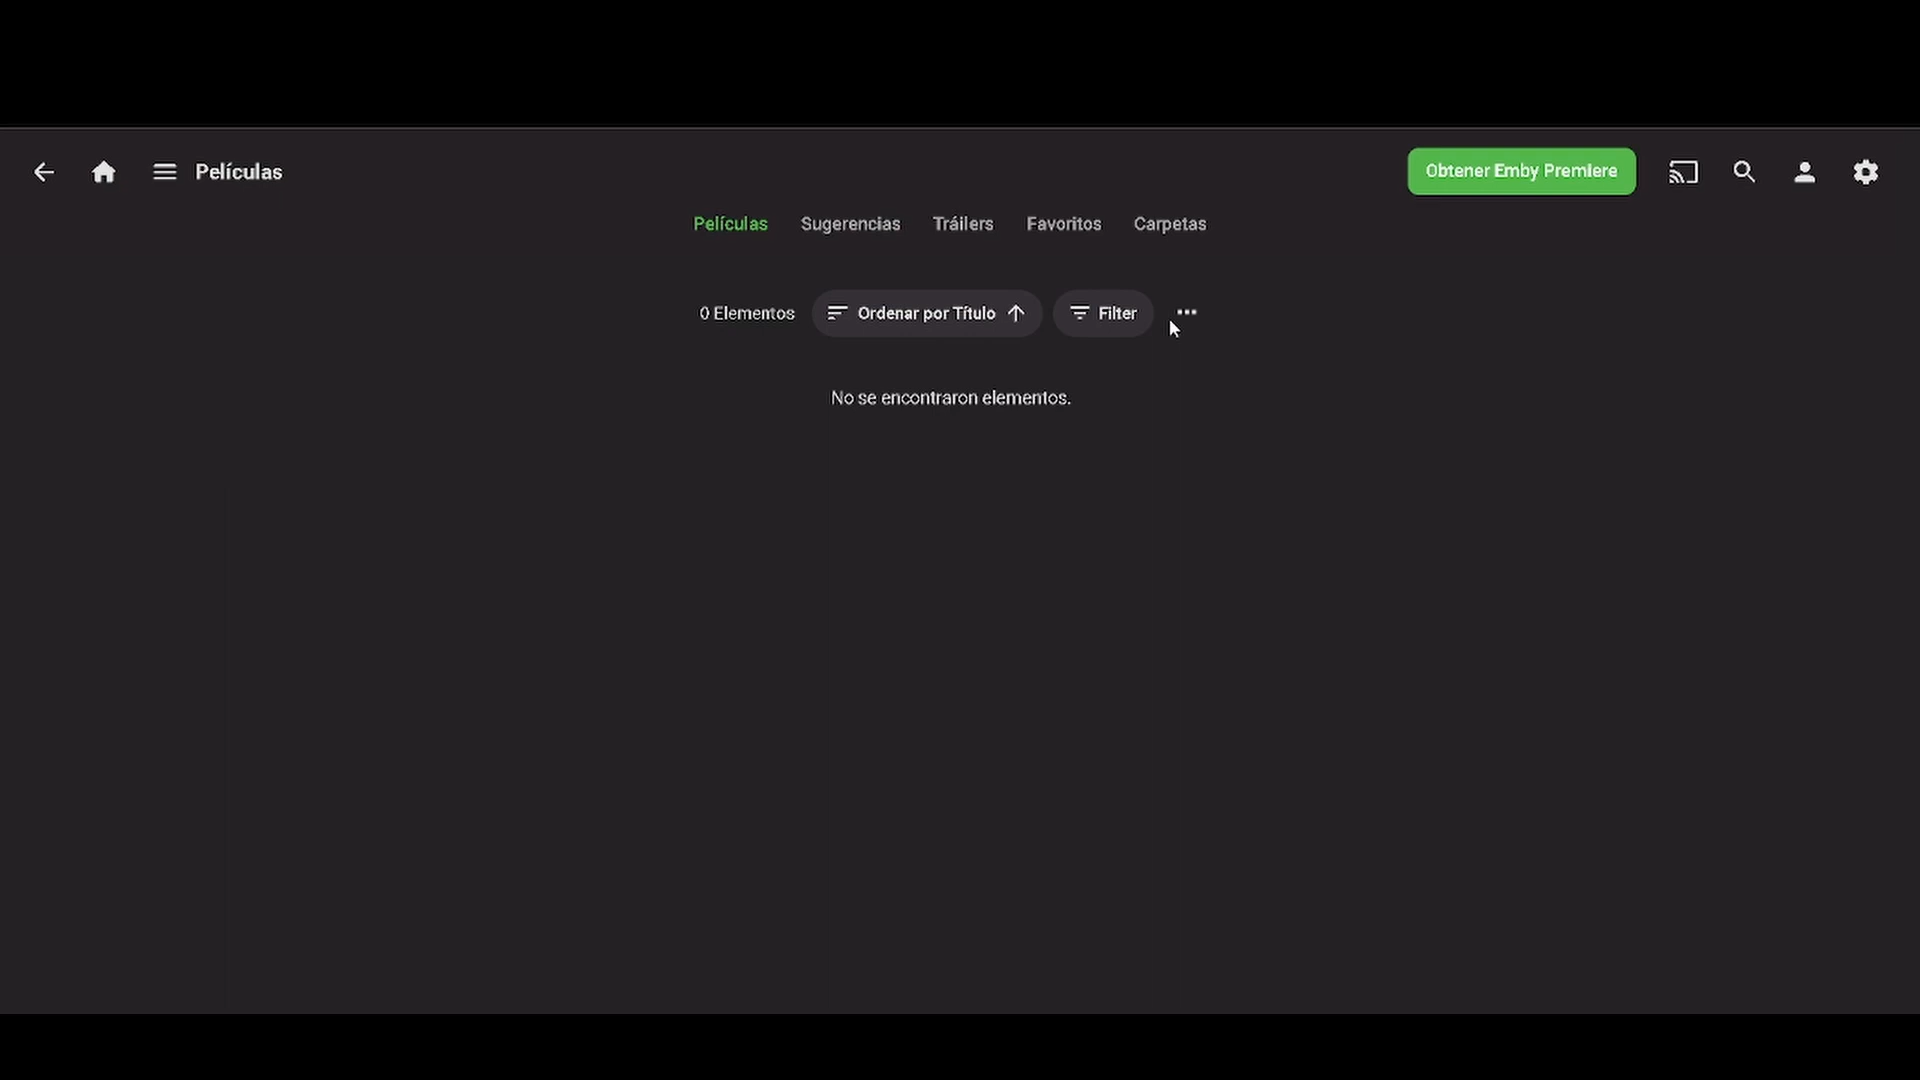 Películas
Obtener Emby Premiere
Películas Sugerencias Tráilers Favoritos Carpetas
0 Elementos Ordenar por Título Filter
No se encontraron elementos.